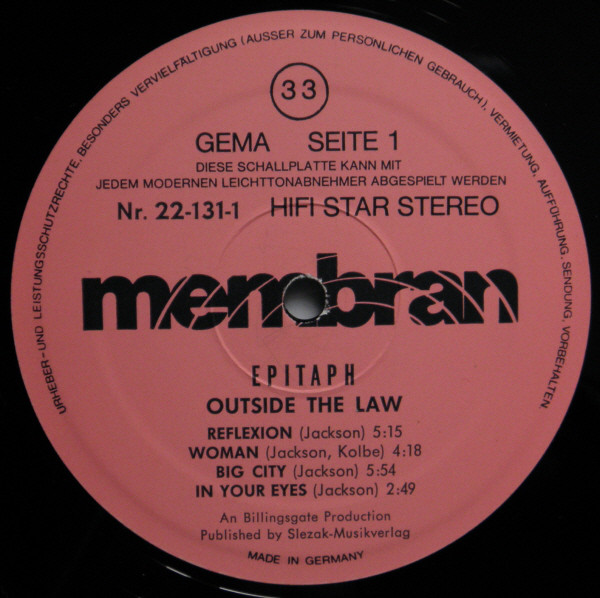 URHEBER-UND LEISTUNGSSCHUTZRECHTE, BESONDERS VERVIELFÄLTIGUNG (AUSSER ZUM PERSÖNLICHEN GEBRAUCH), VERMIETUNG, AUFFÜHRUNG, SENDUNG, VORBEHALTEN
33
GEMA SEITE 1
DIESE SCHALLPLATTE KANN MIT
JEDEM MODERNEN LEICHTTONABNEHMER ABGESPIELT WERDEN
Nr. 22-131-1 HIFI STAR STEREO
membran
EPITAPH
OUTSIDE THE LAW
REFLEXION (Jackson) 5:15
WOMAN (Jackson, Kolbe) 4:18
BIG CITY (Jackson) 5:54
IN YOUR EYES (Jackson) 2:49
An Billingsgate Production
Published by Slezak-Musikverlag
MADE IN GERMANY